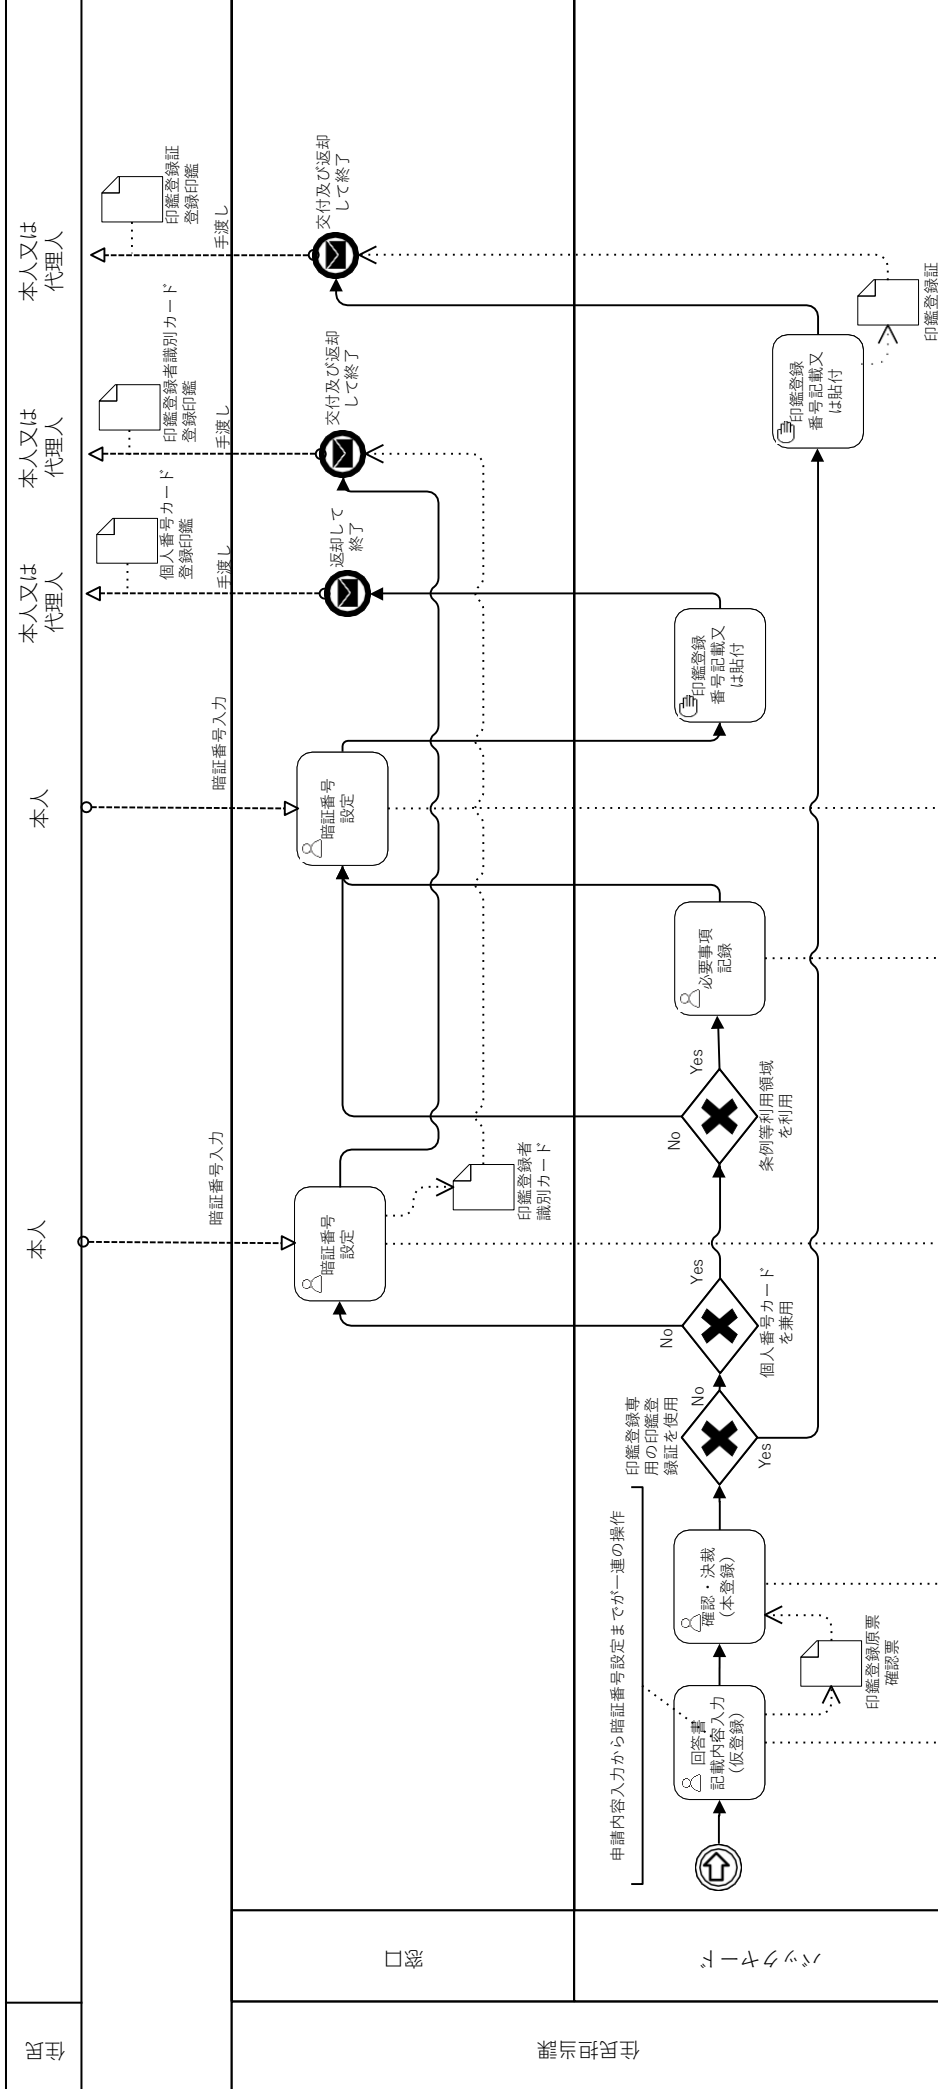 住民
本人
本人
本人又は
代理人
本人又は
代理人
本人又は
代理人
暗証番号入力
暗証番号入力
個人番号カード
登録印鑑
手渡し
印鑑登録者識別カード
登録印鑑
手渡し
印鑑登録証
登録印鑑
手渡し
住民担当課
窓口
暗証番号
設定
印鑑登録者
識別カード
暗証番号
設定
返却して
終了
交付及び返却
して終了
交付及び返却
して終了
バックヤード
申請内容入力から暗証番号設定までが一連の操作
回答書
記載内容入力
(仮登録)
印鑑登録原票
確認票
確認・決裁
(本登録)
印鑑登録専
用の印鑑登
録証を使用
No
Yes
個人番号カード
を兼用
No
Yes
条例等利用領域
を利用
No
Yes
必要事項
記録
印鑑登録
番号記載又
は貼付
印鑑登録
番号記載又
は貼付
印鑑登録証